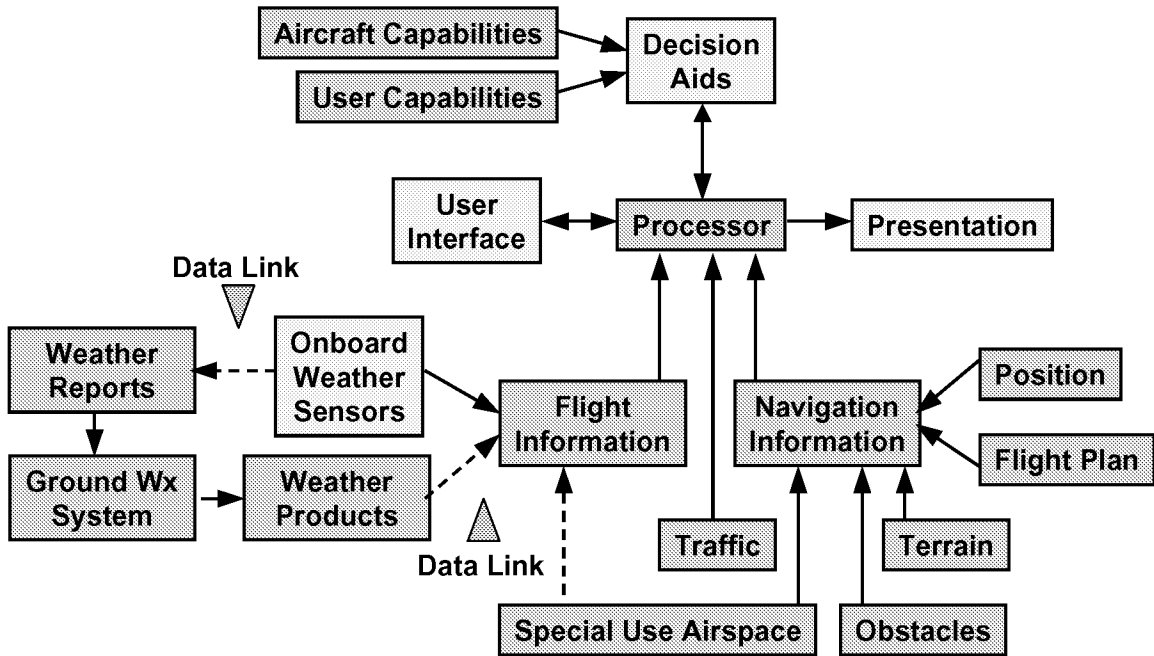 Aircraft Capabilities
User Capabilities
Decision
Aids
User
Interface
Processor
Presentation
Data Link
Weather
Reports
Onboard
Weather
Sensors
Flight
Information
Navigation
Information
Position
Flight Plan
Ground Wx
System
Weather
Products
Data Link
Traffic
Terrain
Special Use Airspace
Obstacles